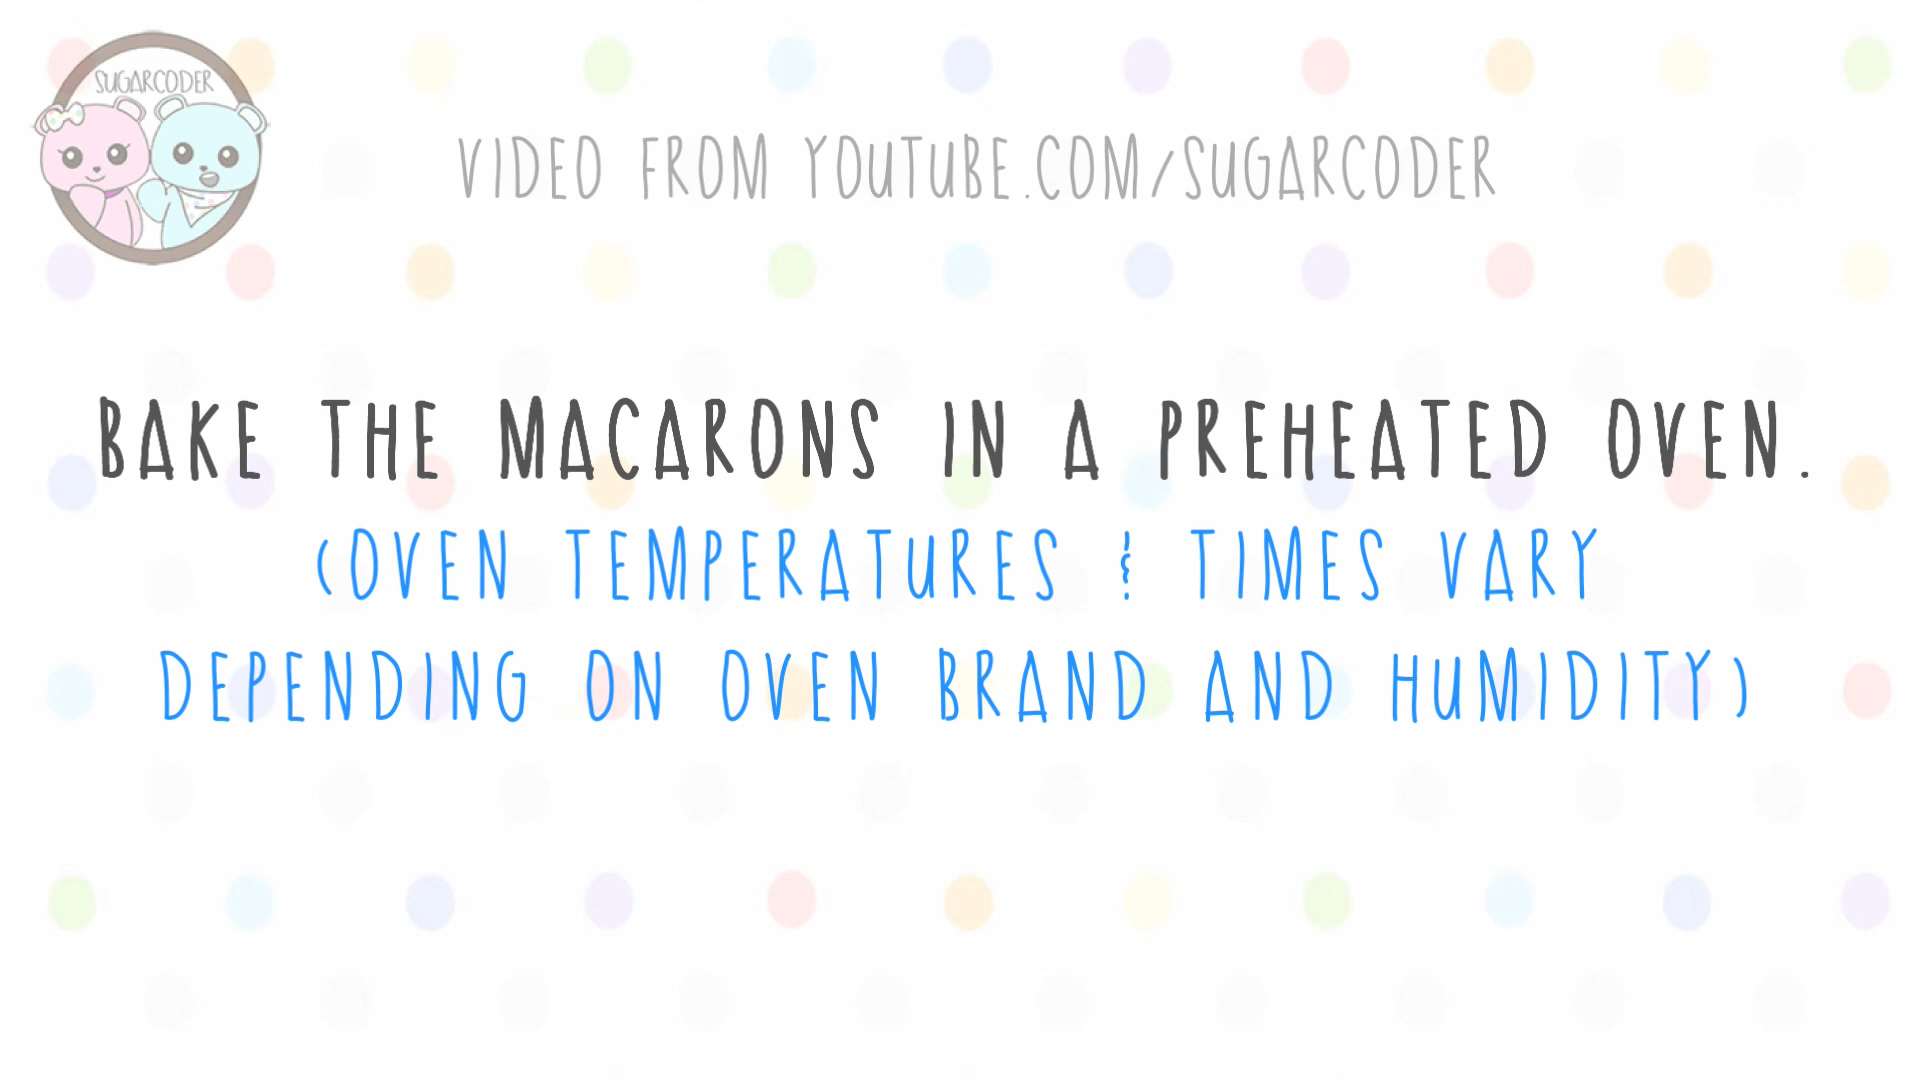 SUGARCODER
VIDEO FROM YOUTUBE.COM/SUGARCODER
BAKE THE MACARONS IN A PREHEATED OVEN.
(OVEN TEMPERATURES & TIMES VARY
DEPENDING ON OVEN BRAND AND HUMIDITY)